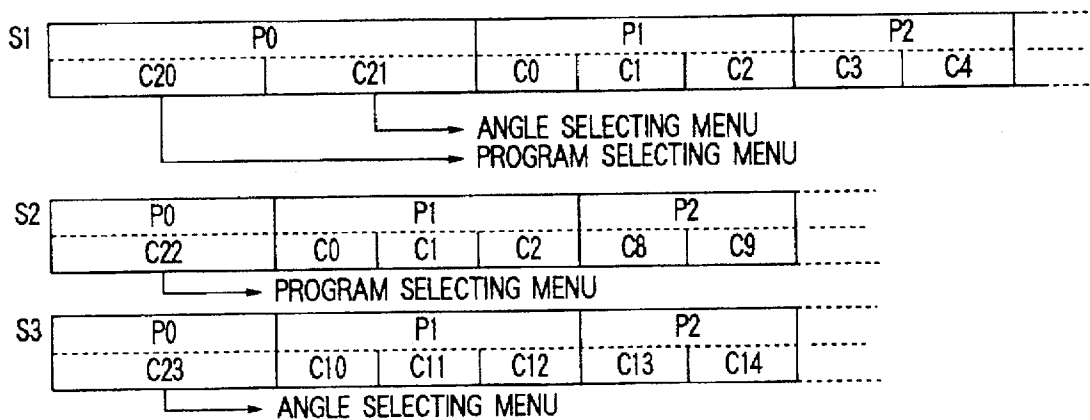 S1 P0 P1 P2
C20 C21 C0 C1 C2 C3 C4
ANGLE SELECTING MENU
PROGRAM SELECTING MENU
S2 P0 P1 P2
C22 C0 C1 C2 C8 C9
PROGRAM SELECTING MENU
S3 P0 P1 P2
C23 C10 C11 C12 C13 C14
ANGLE SELECTING MENU